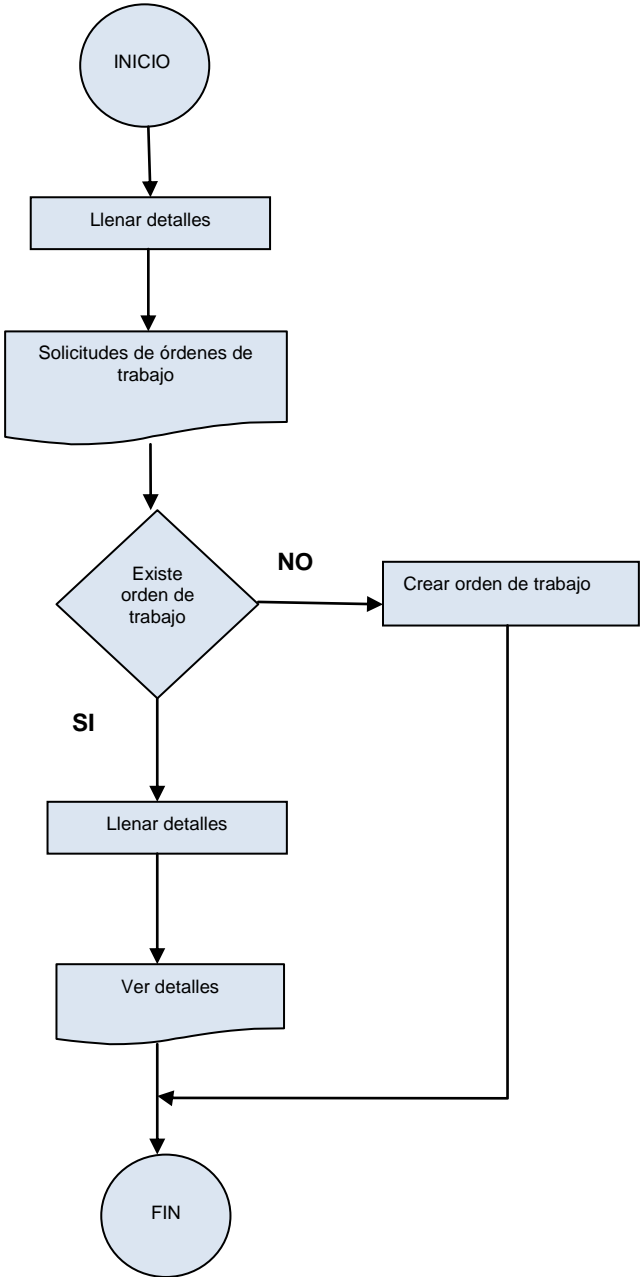 INICIO
Llenar detalles
Solicitudes de órdenes de
trabajo
Existe
orden de
trabajo
NO
Crear orden de trabajo
SI
Llenar detalles
Ver detalles
FIN